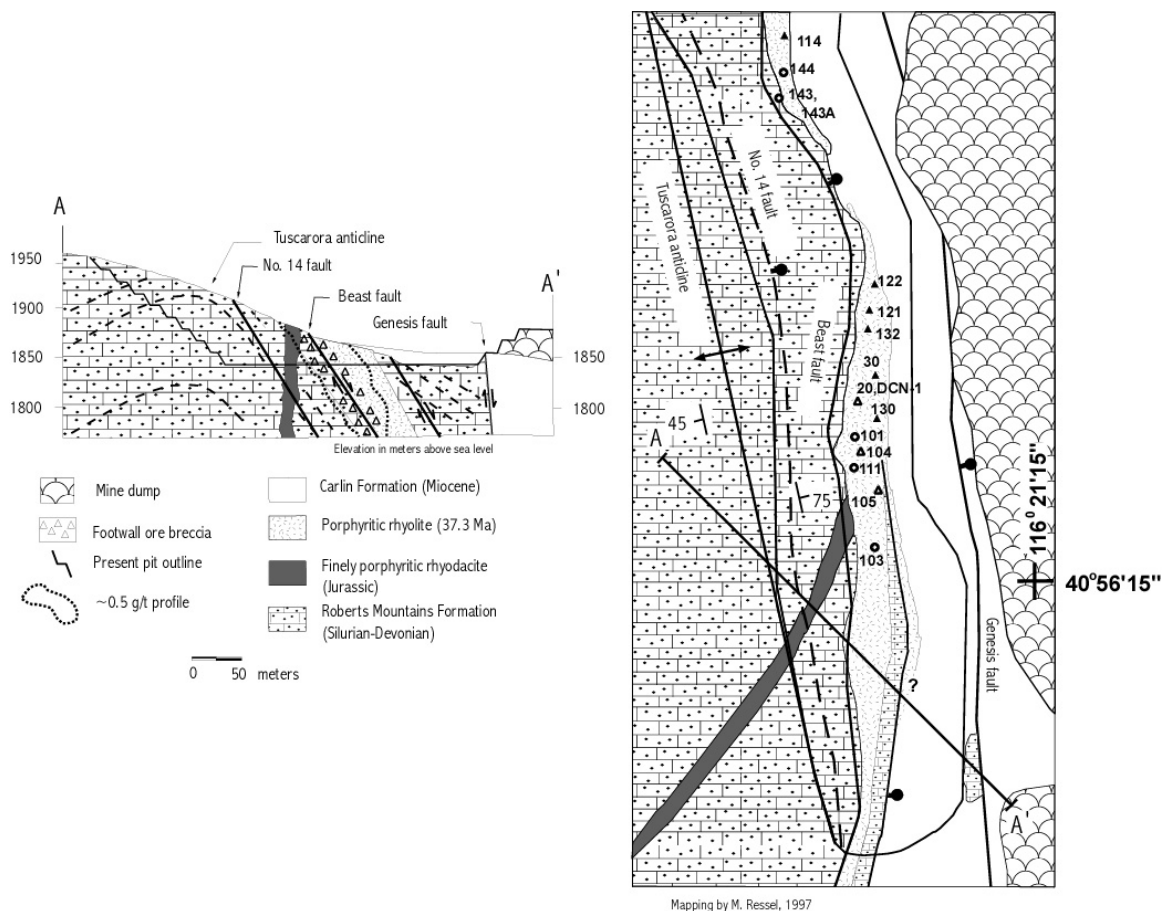 A
Tuscarora anticline
No. 14 fault
Beast fault
Genesis fault
A'
1950
1900
1850
1800
1850
1800
Elevation in meters above sea level
Mine dump
Footwall ore breccia
Present pit outline
~0.5 g/t profile
Carlin Formation (Miocene)
Porphyritic rhyolite (37.3 Ma)
Finely porphyritic rhyodacite
(Jurassic)
Roberts Mountains Formation
(Silurian-Devonian)
0 50 meters
114
144
143,
143A
No. 14 fault
Tuscarora anticline
122
121
132
Beast fault
30
20,DCN-1
130
45
A
101
104
111
75
105
103
116° 21'15"
40°56'15"
Genesis fault
?
A'
Mapping by M. Ressel, 1997